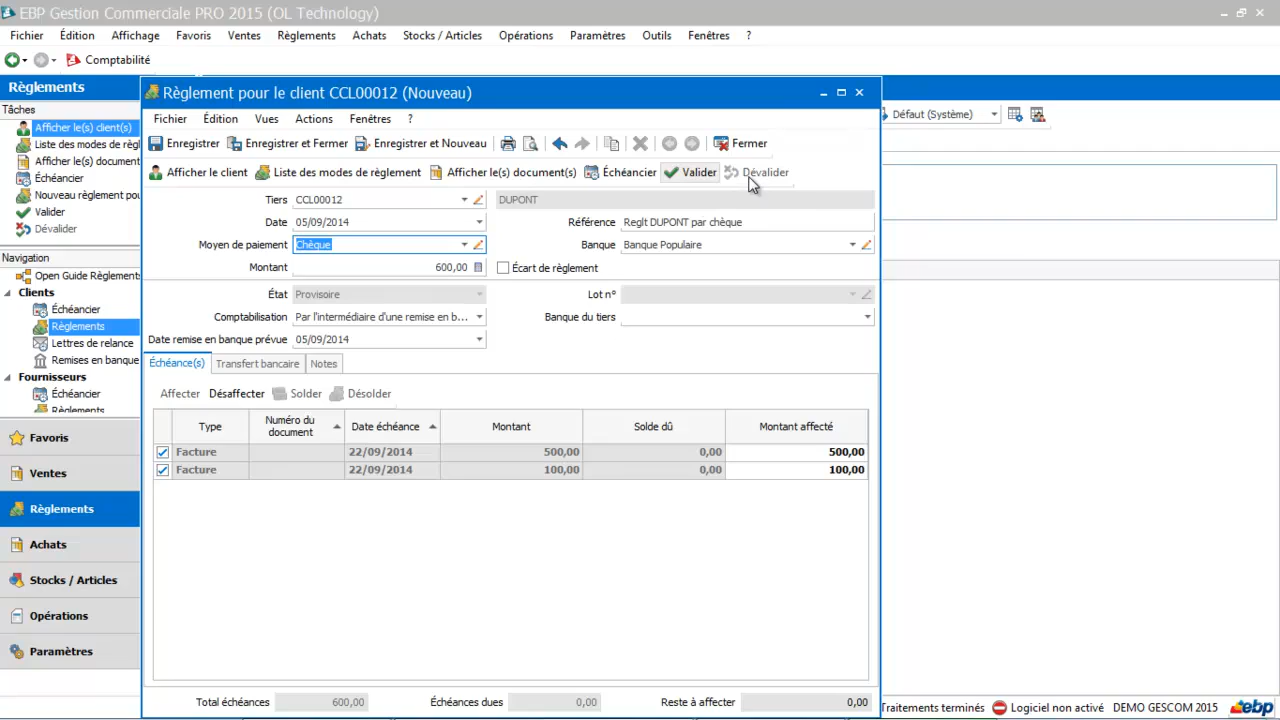 EBP Gestion Commerciale PRO 2015 (OL Technology)
Fichier Édition Affichage Favoris Ventes Règlements Achats Stocks / Articles Opérations Paramètres Outils Fenêtres ?
Comptabilité
Règlements
Tâches
Afficher le(s) client(s)
Liste des modes de règl
Afficher le(s) document
Échéancier
Nouveau règlement pou
Valider
Dévalider
Navigation
Open Guide Règlements
Clients
Échéancier
Règlements
Lettres de relance
Remises en banque
Fournisseurs
Échéancier
Règlements
Favoris
Ventes
Règlements
Achats
Stocks / Articles
Opérations
Paramètres
Règlement pour le client CCL00012 (Nouveau)
Fichier Édition Vues Actions Fenêtres ?
Enregistrer Enregistrer et Fermer Enregistrer et Nouveau Fermer
Afficher le client Liste des modes de règlement Afficher le(s) document(s) Échéancier Valider Dévalider
Tiers CCL00012 DUPONT
Date 05/09/2014 Référence Reglt DUPONT par chèque
Moyen de paiement Chèque Banque Banque Populaire
Montant 600,00 Écart de règlement
État Provisoire Lot n°
Comptabilisation Par l'intermédiaire d'une remise en b... Banque du tiers
Date remise en banque prévue 05/09/2014
Échéance(s) Transfert bancaire Notes
Affecter Désaffecter Solder Désolder
Type Numéro du document Date échéance Montant Solde dû Montant affecté
Facture 22/09/2014 500,00 0,00 500,00
Facture 22/09/2014 100,00 0,00 100,00
Total échéances 600,00 Échéances dues 0,00 Reste à affecter 0,00
Défaut (Système)
Traitements terminés Logiciel non activé DEMO GESCOM 2015 ebp